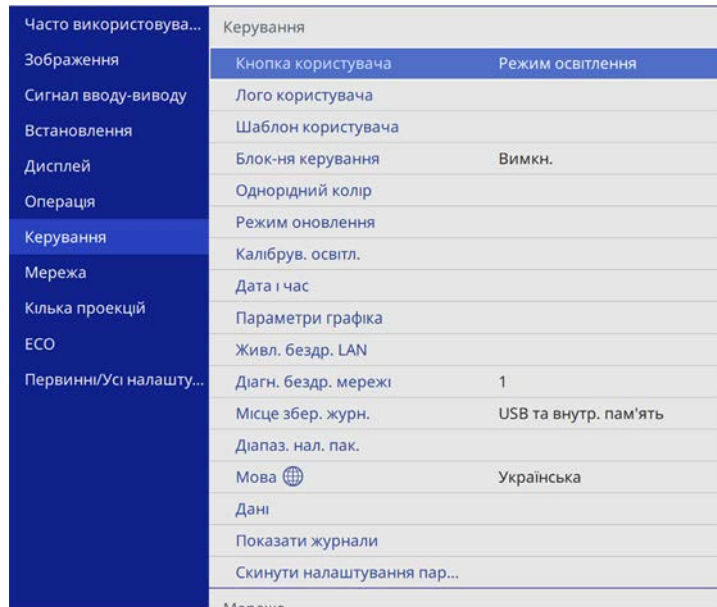 Часто використовува...
Зображення
Сигнал вводу-виводу
Встановлення
Дисплей
Операція
Керування
Мережа
Кілька проекцій
ECO
Первинні/Усі налашту...
Керування
Кнопка користувача Режим освітлення
Лого користувача
Шаблон користувача
Блок-ня керування Вимкн.
Однорідний колір
Режим оновлення
Калібрув. освітл.
Дата і час
Параметри графіка
Живл. бездр. LAN
Діагн. бездр. мережі 1
Місце збер. журн. USB та внутр. пам'ять
Діапаз. нал. пак.
Мова Українська
Дані
Показати журнали
Скинути налаштування пар...
Мережа